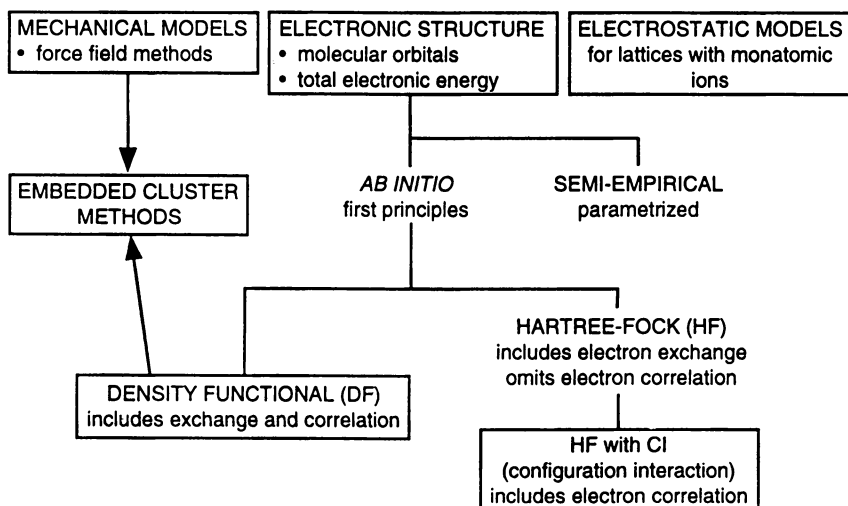 MECHANICAL MODELS
• force field methods
ELECTRONIC STRUCTURE
• molecular orbitals
• total electronic energy
ELECTROSTATIC MODELS
for lattices with monatomic
ions
EMBEDDED CLUSTER
METHODS
AB INITIO
first principles
SEMI-EMPIRICAL
parametrized
HARTREE-FOCK (HF)
includes electron exchange
omits electron correlation
DENSITY FUNCTIONAL (DF)
includes exchange and correlation
HF with CI
(configuration interaction)
includes electron correlation